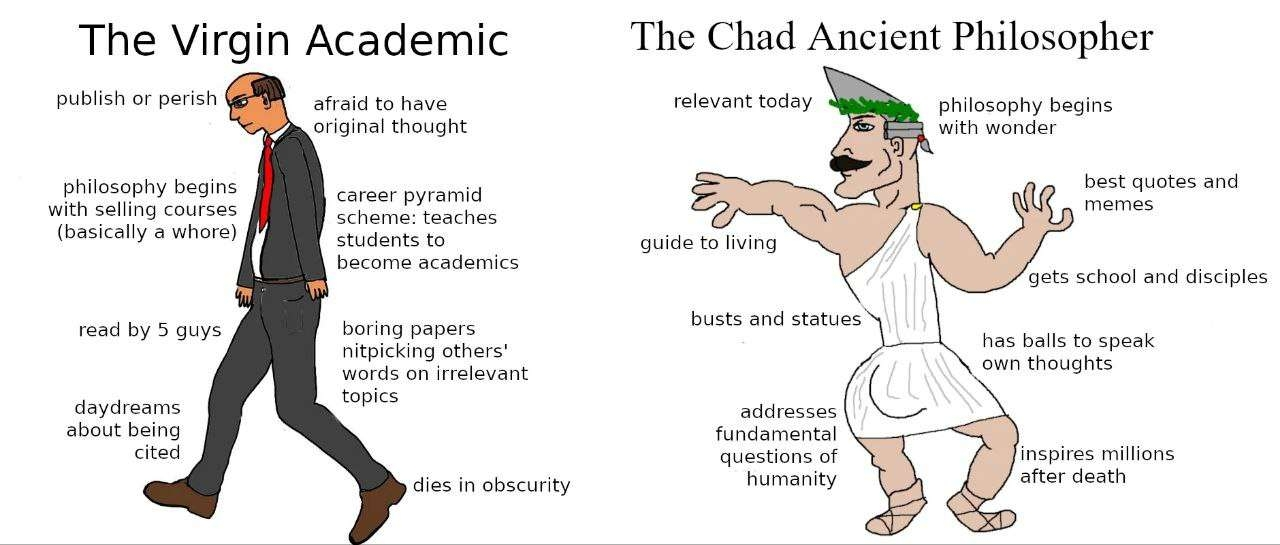 The Virgin Academic
publish or perish
afraid to have
original thought
philosophy begins
with selling courses
(basically a whore)
career pyramid
scheme: teaches
students to
become academics
read by 5 guys
boring papers
nitpicking others'
words on irrelevant
topics
daydreams
about being
cited
dies in obscurity
The Chad Ancient Philosopher
relevant today
philosophy begins
with wonder
best quotes and
memes
guide to living
gets school and disciples
busts and statues
has balls to speak
own thoughts
addresses
fundamental
questions of
humanity
inspires millions
after death